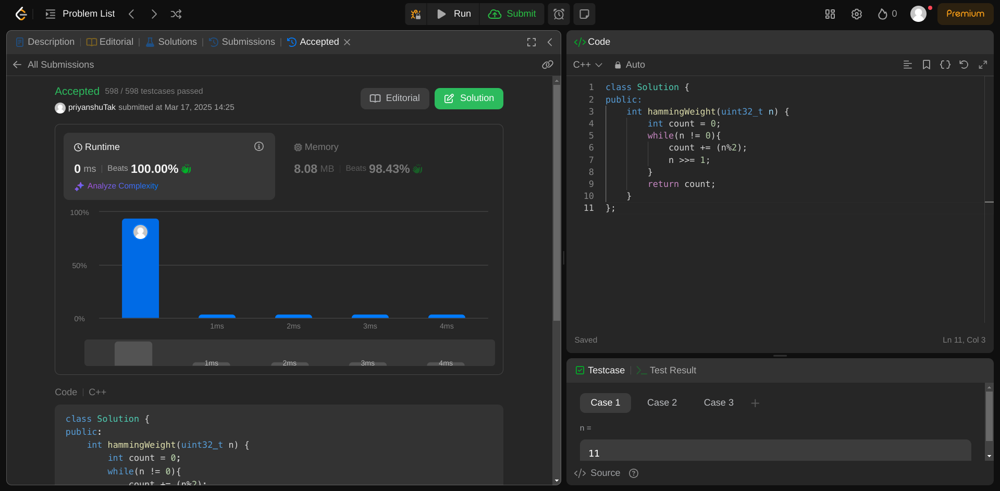 Problem List
Run
Submit
0
Premium
Description | Editorial | Solutions | Submissions | Accepted
All Submissions
Accepted 598 / 598 testcases passed
priyanshuTak submitted at Mar 17, 2025 14:25
Editorial
Solution
Runtime
0 ms | Beats 100.00%
Analyze Complexity
Memory
8.08 MB | Beats 98.43%
100%
50%
0%
1ms 2ms 3ms 4ms
1ms 2ms 3ms 4ms
Code | C++
class Solution {
public:
    int hammingWeight(uint32_t n) {
        int count = 0;
        while(n != 0){
            count += (n%2);
</>Code
C++ Auto
1 class Solution {
2 public:
3     int hammingWeight(uint32_t n) {
4         int count = 0;
5         while(n != 0){
6             count += (n%2);
7             n >>= 1;
8         }
9         return count;
10     }
11 };
Saved
Ln 11, Col 3
Testcase | Test Result
Case 1 Case 2 Case 3 +
n =
11
</> Source ?